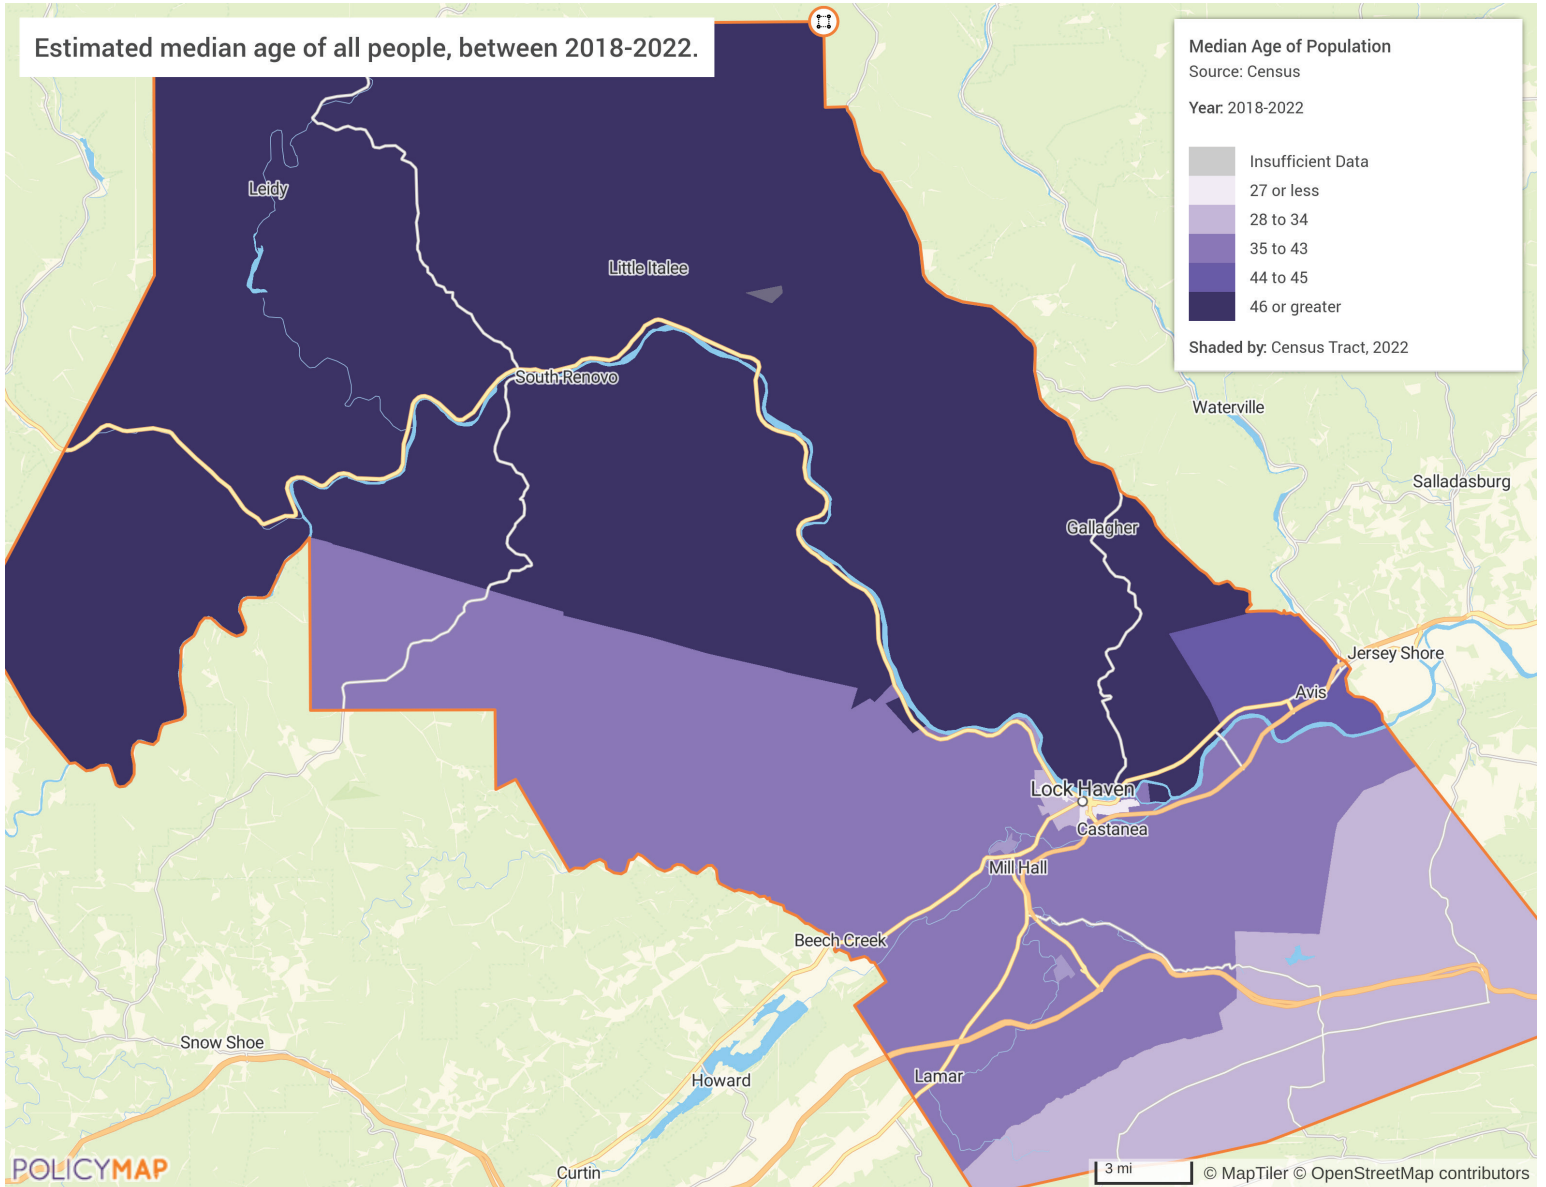 Estimated median age of all people, between 2018-2022.
Median Age of Population
Source: Census
Year: 2018-2022
Insufficient Data
27 or less
28 to 34
35 to 43
44 to 45
46 or greater
Shaded by: Census Tract, 2022
Leidy
Little Italee
South Renovo
Waterville
Salladasburg
Gallagher
Jersey Shore
Avis
Lock Haven
Castanea
Mill Hall
Beech Creek
Snow Shoe
Howard
Lamar
Curtin
POLICYMAP
3 mi
© MapTiler © OpenStreetMap contributors